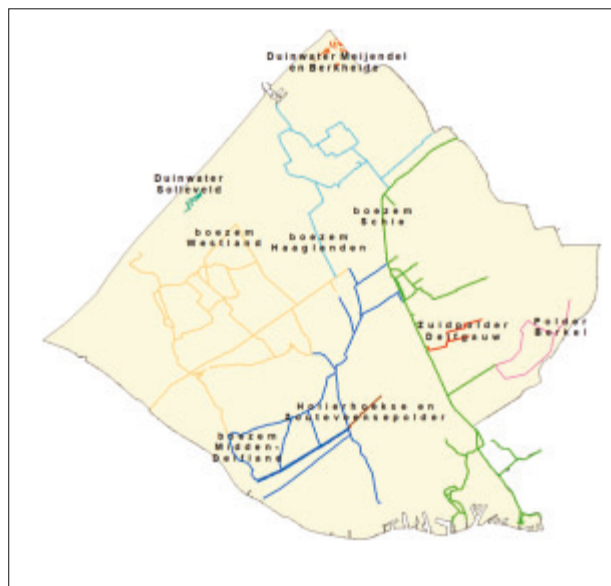 Duinwater Meijendel
en Berkheide
Duinwater
Solleveld
boezem
Schie
boezem
Westland
boezem
Haaglanden
Zuidpolder
Delfgauw
Polder
Berkel
Holierhoekse en
Zouteveensepolder
boezem
Midden-
Delfland